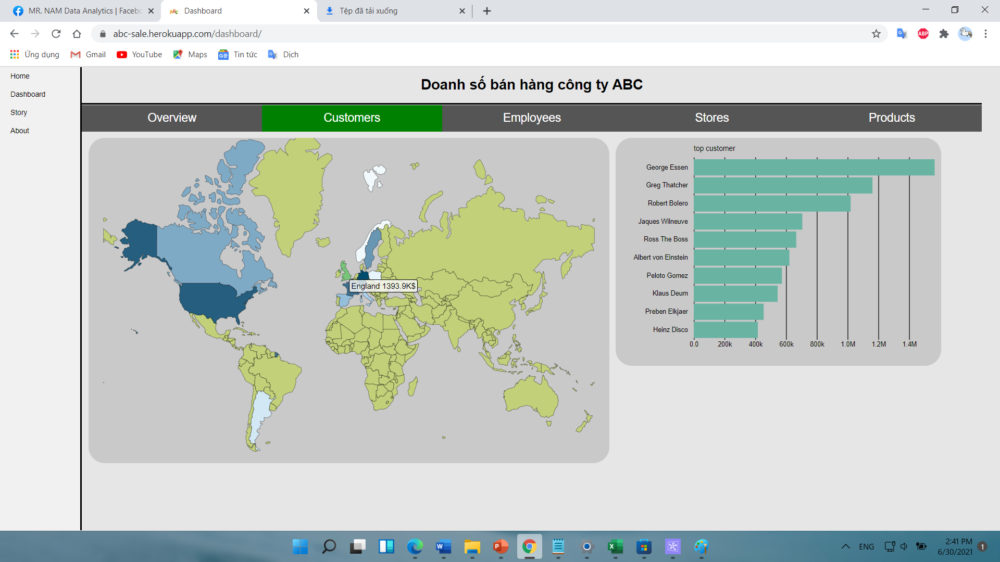 MR. NAM Data Analytics | Faceb
Dashboard
Tệp đã tải xuống
abc-sale.herokuapp.com/dashboard/
ABP
Ứng dụng
Gmail
YouTube
Maps
Tin tức
Dịch
Home
Dashboard
Story
About
Doanh số bán hàng công ty ABC
Overview
Customers
Employees
Stores
Products
England 1393.9K$
top customer
George Essen
Greg Thatcher
Robert Bolero
Jaques Wilneuve
Ross The Boss
Albert von Einstein
Peloto Gomez
Klaus Deum
Preben Elkjaer
Heinz Disco
0.0 200k 400k 600k 800k 1.0M 1.2M 1.4M
ENG
2:41 PM
6/30/2021
1